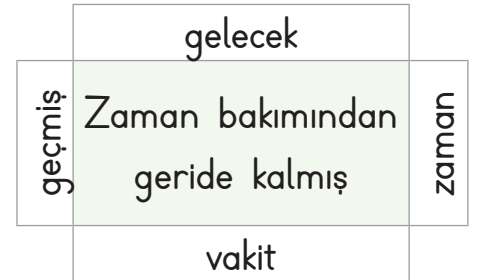 gelecek
geçmiş
Zaman bakımından
geride kalmış
zaman
vakit